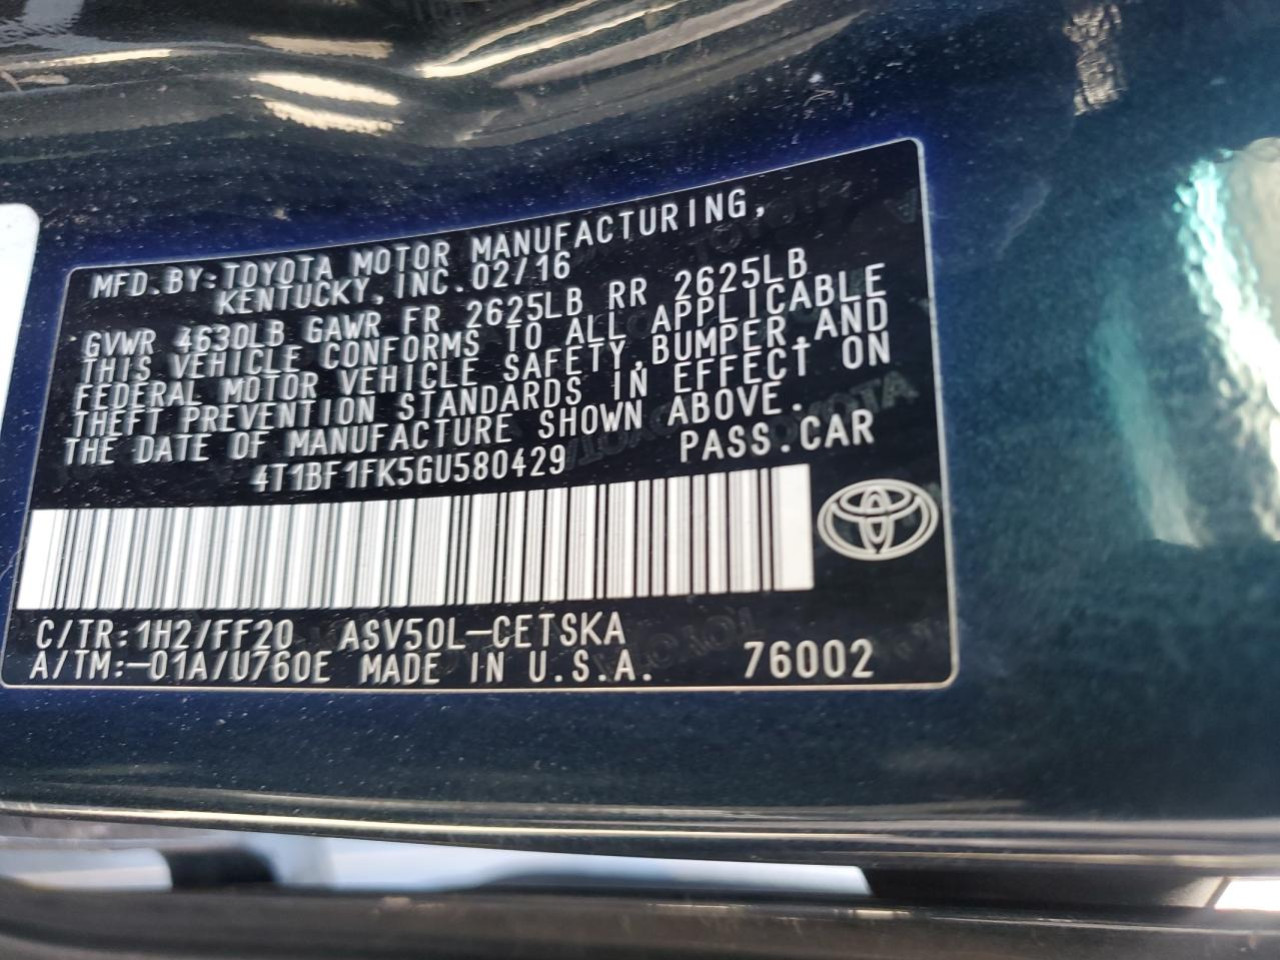 MFD.BY:TOYOTA MOTOR MANUFACTURING,
KENTUCKY, INC. 02/16
GVWR 4630LB GAWR FR 2625LB RR 2625LB
THIS VEHICLE CONFORMS TO ALL APPLICABLE
FEDERAL MOTOR VEHICLE SAFETY,BUMPER,AND
THEFT PREVENTION STANDARDS IN EFFECT ON
THE DATE OF MANUFACTURE SHOWN ABOVE.
4T1BF1FK5GU580429 PASS.CAR
C/TR:1H2/FF20 ASV50L-CETSKA
A/TM:-01A/U760E MADE IN U.S.A. 76002